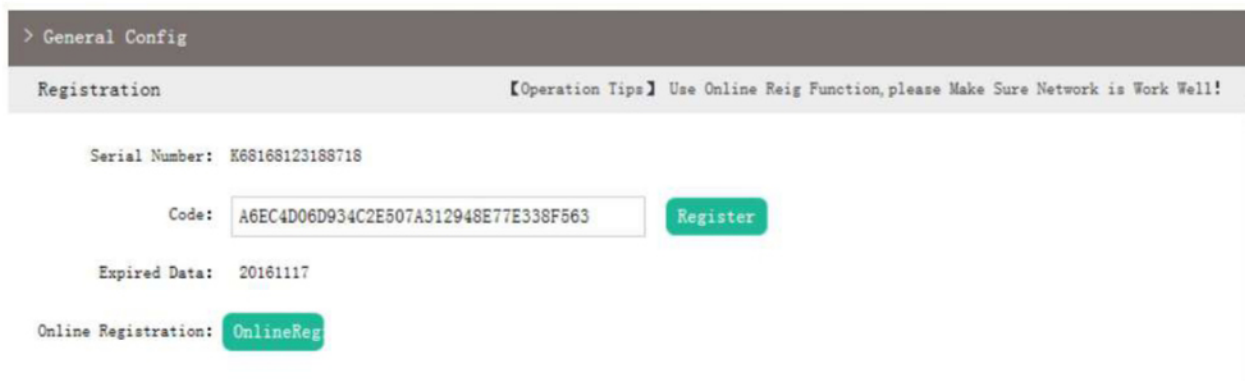 > General Config
Registration 【Operation Tips】 Use Online Reig Function,please Make Sure Network is Work Well!
Serial Number: K68168123188718
Code: A6EC4D06D934C2E507A312948E77E338F563 Register
Expired Data: 20161117
Online Registration: OnlineReg